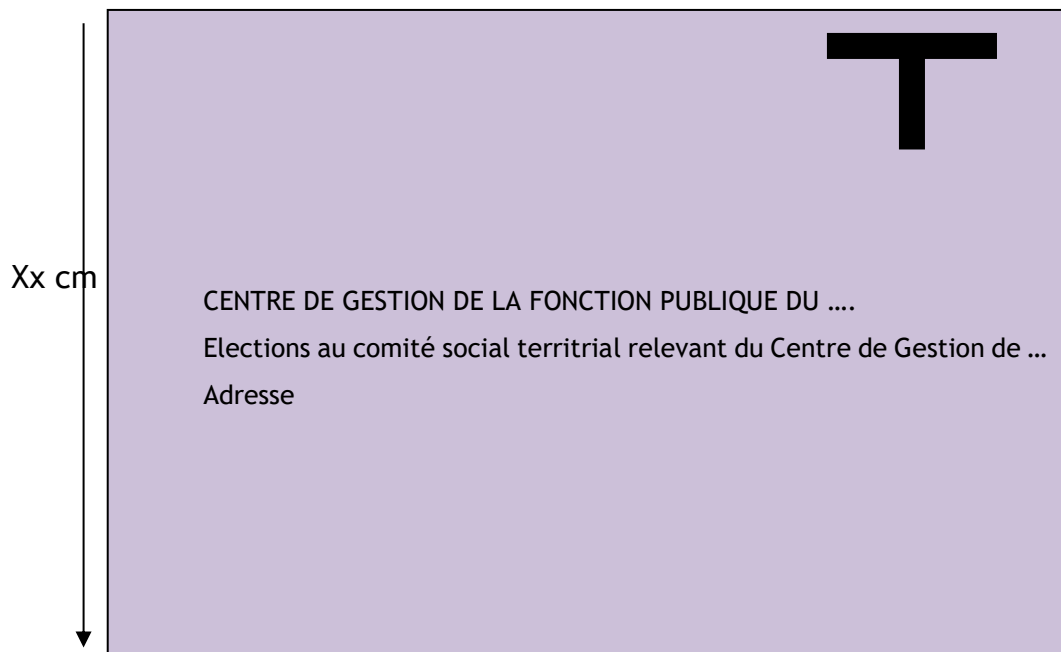 T
Xx cm
CENTRE DE GESTION DE LA FONCTION PUBLIQUE DU ….
Elections au comité social territrial relevant du Centre de Gestion de …
Adresse